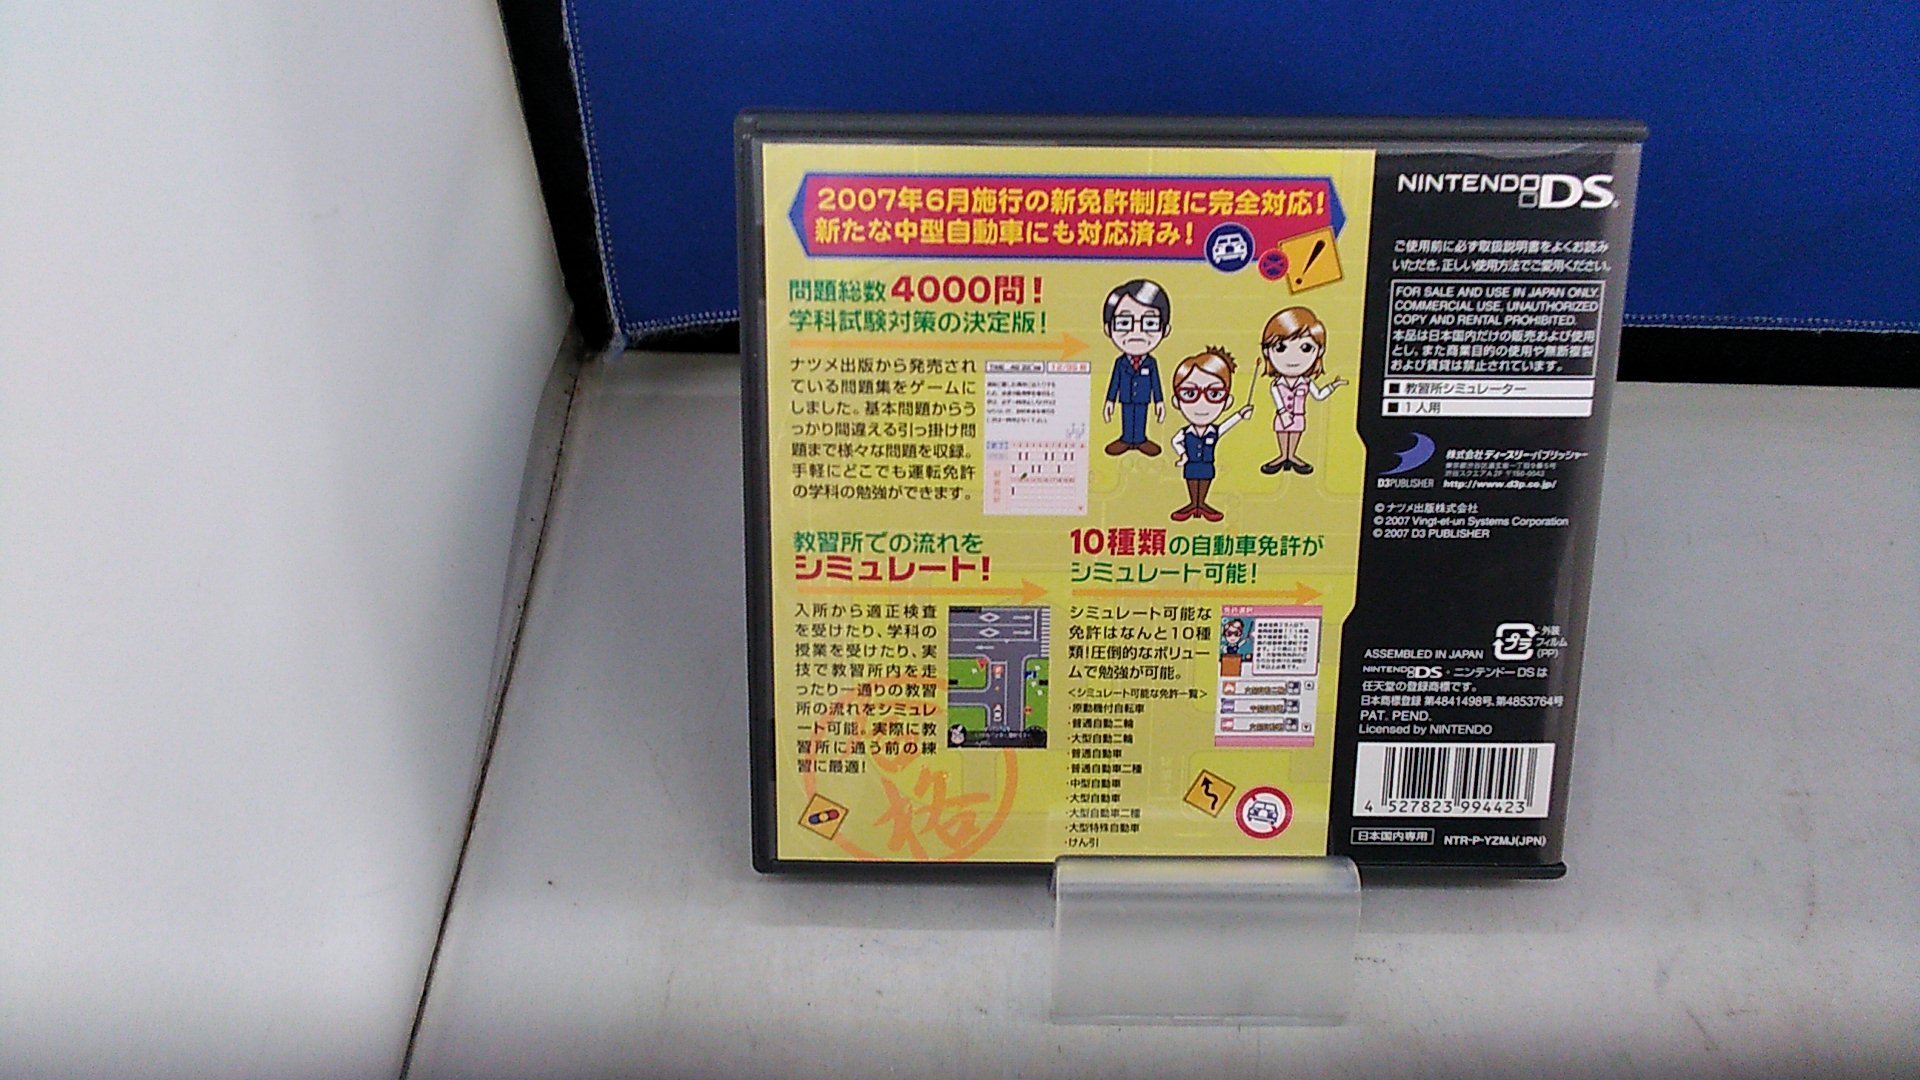 2007年6月施行の新免許制度に完全対応!
新たな中型自動車にも対応済み!
問題総数4000問!
学科試験対策の決定版!
ナツメ出版から発売され
ている問題集をゲームに
しました。基本問題からう
っかり間違える引っ掛け問
題まで様々な問題を収録。
手軽にどこでも運転免許
の学科の勉強ができます。
教習所での流れを
シミュレート!
入所から適正検査
を受けたり、学科の
授業を受けたり、実
技で教習所内を走
ったり一通りの教習
所の流れをシミュレ
ート可能。実際に教
習所に通う前の練
習に最適!
格
10種類の自動車免許が
シミュレート可能!
シミュレート可能な
免許はなんと10種
類!圧倒的なボリュー
ムで勉強が可能。
<シミュレート可能な免許一覧>
・原動機付自転車
・普通自動二輪
・大型自動二輪
・普通自動車
・普通自動車二種
・中型自動車
・大型自動車
・大型自動車二種
・大型特殊自動車
・けん引
NINTENDO DS
ご使用前に必ず取扱説明書をよくお読み
いただき、正しい使用方法でご愛用ください。
FOR SALE AND USE IN JAPAN ONLY.
COMMERCIAL USE, UNAUTHORIZED
COPY AND RENTAL PROHIBITED.
本品は日本国内だけの販売および使用
とし、また商業目的の使用や無断複製
および賃貸は禁止されています。
■ 教習所シミュレーター
■ 1人用
D3PUBLISHER
株式会社ディースリー・パブリッシャー
http://www.d3p.co.jp/
© ナツメ出版株式会社
© 2007 Vingt-et-un Systems Corporation
© 2007 D3 PUBLISHER
プラ
外装
フィルム
(PP)
ASSEMBLED IN JAPAN
NINTENDO DS・ニンテンドーDSは
任天堂の登録商標です。
日本商標登録 第4841498号、第4853764号
PAT. PEND.
Licensed by NINTENDO
4 527823 994423
日本国内専用
NTR-P-YZMJ(JPN)